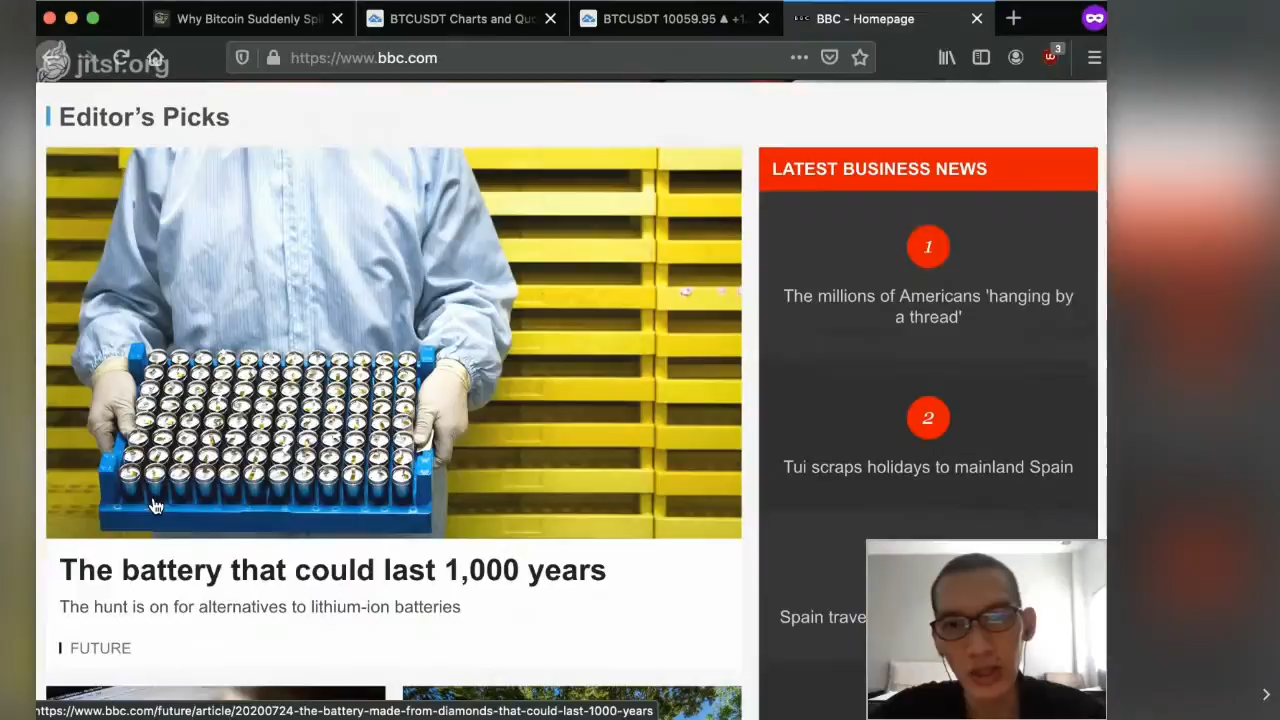 Why Bitcoin Suddenly Spi
BTCUSDT Charts and Quo
BTCUSDT 10059.95 ▲ +1.
BBC - Homepage
jitsi.org
https://www.bbc.com
3
Editor's Picks
The battery that could last 1,000 years
The hunt is on for alternatives to lithium-ion batteries
FUTURE
LATEST BUSINESS NEWS
1
The millions of Americans 'hanging by
a thread'
2
Tui scraps holidays to mainland Spain
Spain trave
https://www.bbc.com/future/article/20200724-the-battery-made-from-diamonds-that-could-last-1000-years